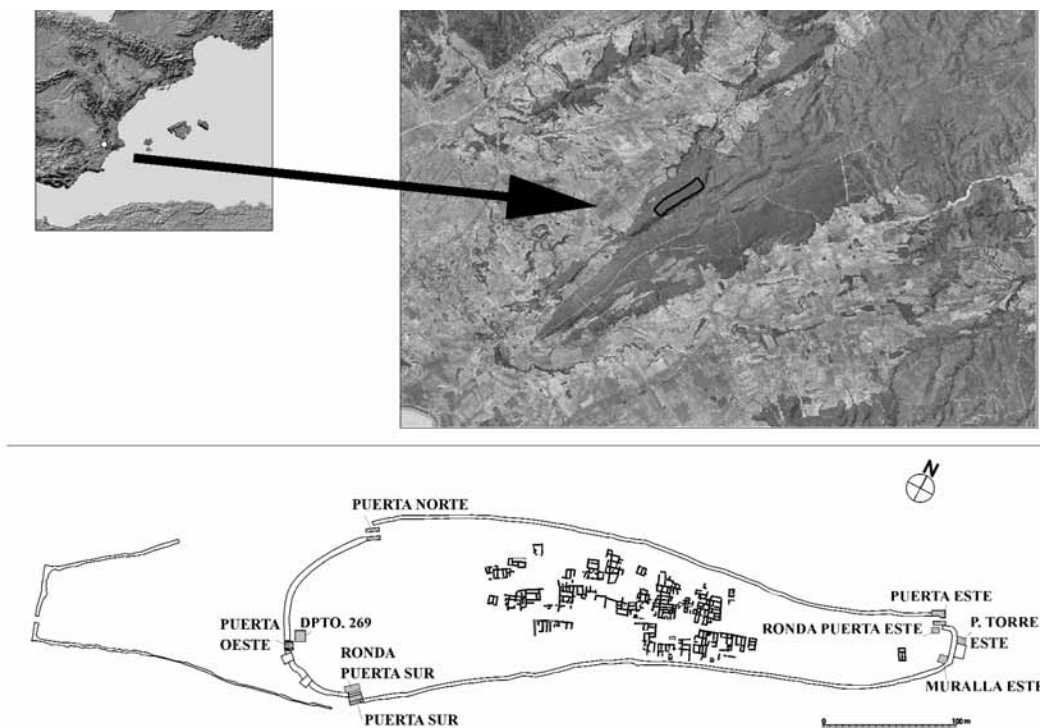 N
PUERTA NORTE
PUERTA ESTE
PUERTA
OESTE
DPTO. 269
RONDA PUERTA ESTE
P. TORRE
ESTE
RONDA
PUERTA SUR
MURALLA ESTE
PUERTA SUR
0
100 m